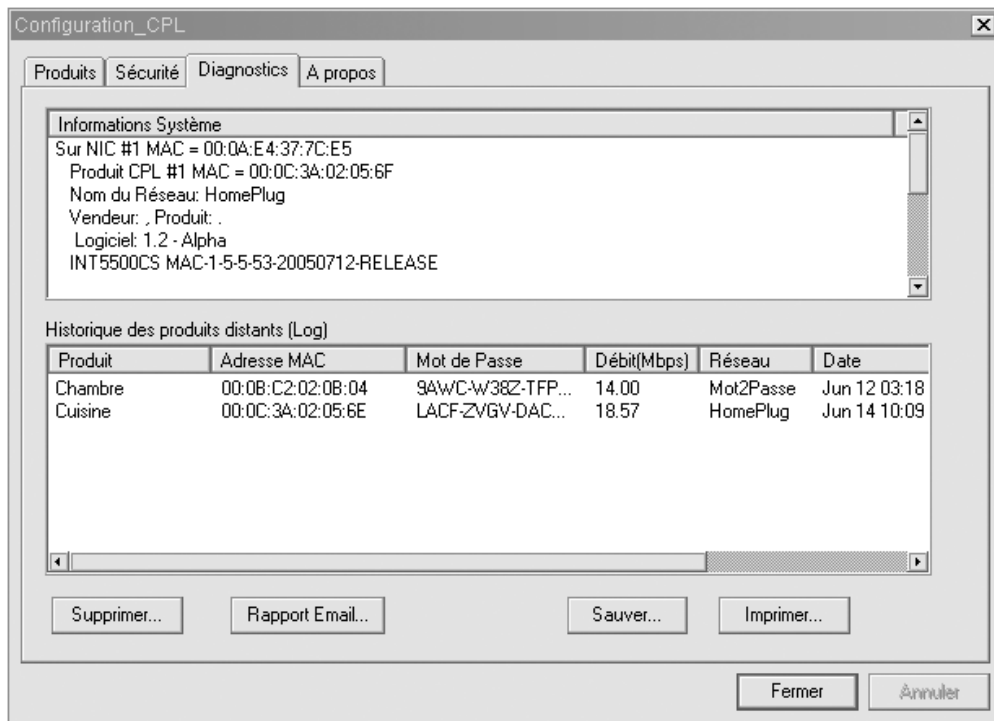 Configuration_CPL
Produits Sécurité Diagnostics A propos
Informations Système
Sur NIC #1 MAC = 00:0A:E4:37:7C:E5
Produit CPL #1 MAC = 00:0C:3A:02:05:6F
Nom du Réseau: HomePlug
Vendeur: , Produit: .
Logiciel: 1.2 - Alpha
INT5500CS MAC-1-5-5-53-20050712-RELEASE
Historique des produits distants (Log)
Produit Adresse MAC Mot de Passe Débit(Mbps) Réseau Date
Chambre 00:0B:C2:02:0B:04 9AWC-W38Z-TFP... 14.00 Mot2Passe Jun 12 03:18
Cuisine 00:0C:3A:02:05:6E LACF-ZVGV-DAC... 18.57 HomePlug Jun 14 10:09
Supprimer... Rapport Email... Sauver... Imprimer...
Fermer Annuler